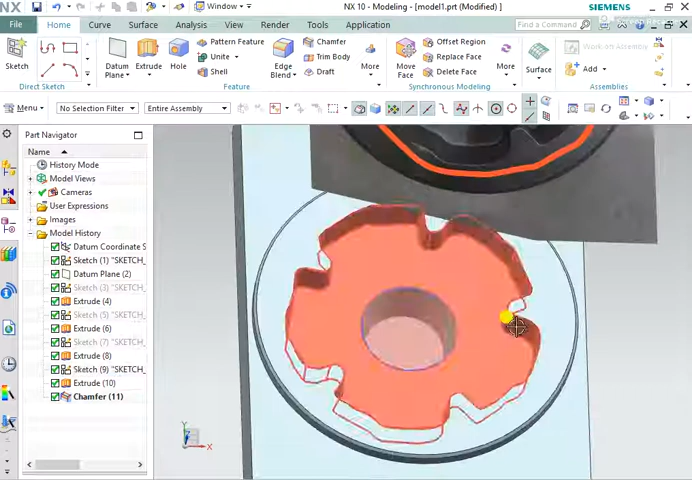 NX
Window
NX 10 - Modeling - [model1.prt (Modified) ]
SIEMENS
File
Home
Curve
Surface
Analysis
View
Render
Tools
Application
Find a Command
Sketch
Direct Sketch
Datum
Plane
Extrude
Hole
Pattern Feature
Unite
Shell
Edge
Blend
Chamfer
Trim Body
Draft
More
Feature
Move
Face
Offset Region
Replace Face
Delete Face
More
Synchronous Modeling
Surface
Work on Assembly
Add
More
Assemblies
Menu
No Selection Filter
Entire Assembly
Part Navigator
Name
History Mode
Model Views
Cameras
User Expressions
Images
Model History
Datum Coordinate S
Sketch (1) "SKETCH_
Datum Plane (2)
Sketch (3) "SKETCH_
Extrude (4)
Sketch (5) "SKETCH_
Extrude (6)
Sketch (7) "SKETCH_
Extrude (8)
Sketch (9) "SKETCH_
Extrude (10)
Chamfer (11)
Y
X